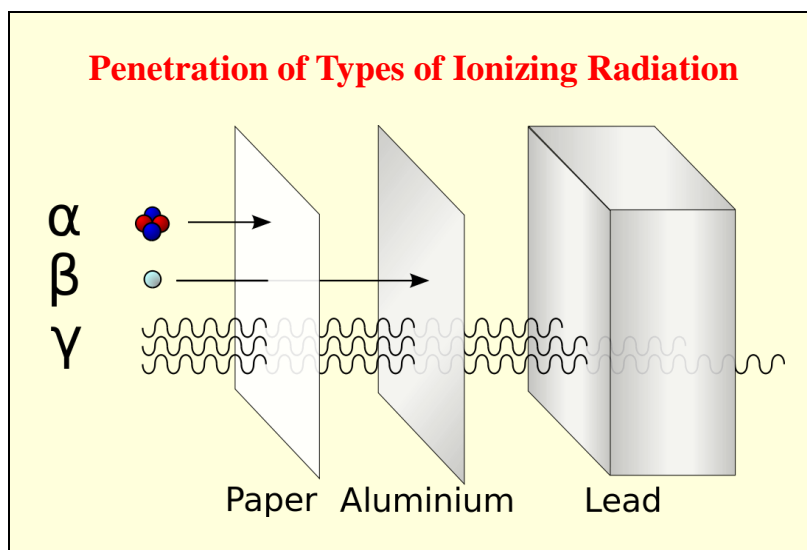 Penetration of Types of Ionizing Radiation
α
β
γ
Paper Aluminium Lead